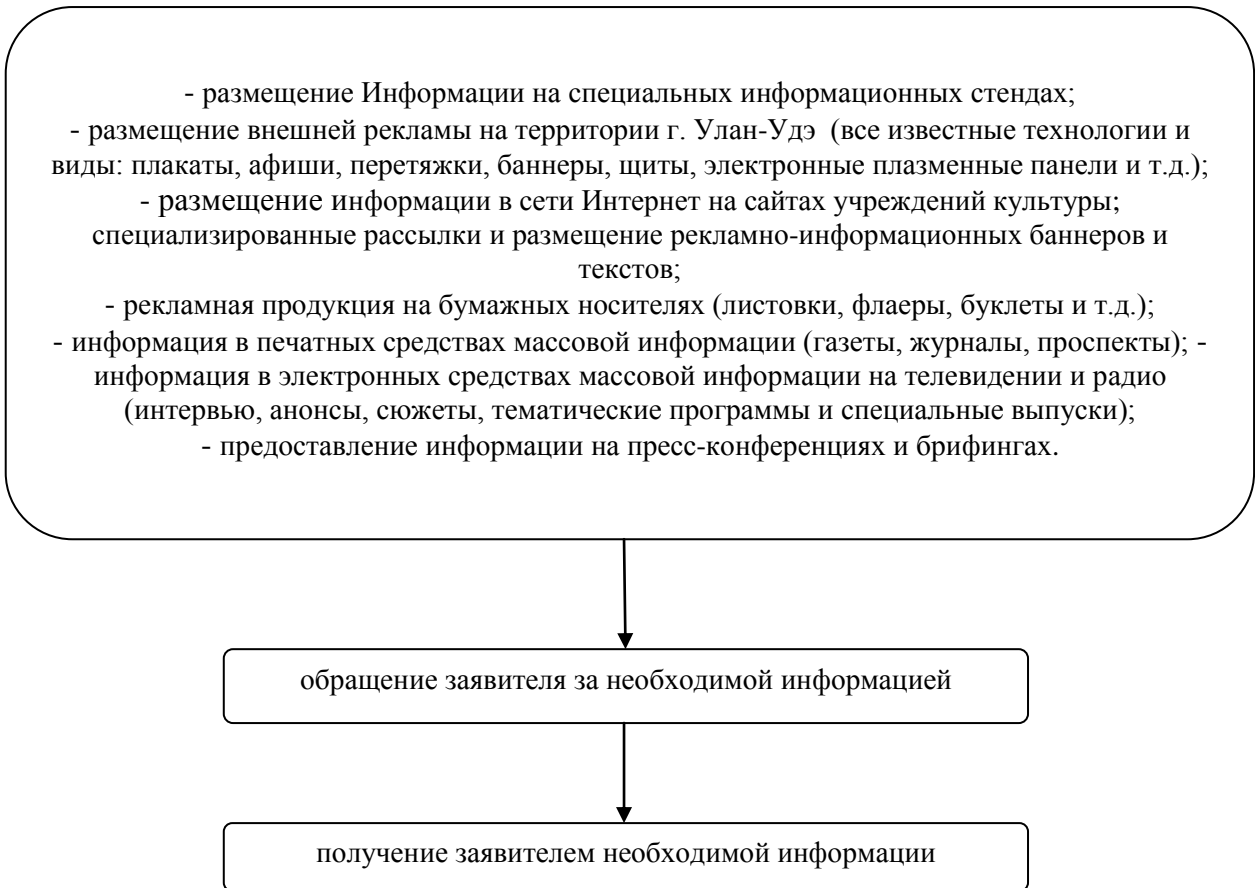 - размещение Информации на специальных информационных стендах;
- размещение внешней рекламы на территории г. Улан-Удэ (все известные технологии и
виды: плакаты, афиши, перетяжки, баннеры, щиты, электронные плазменные панели и т.д.);
- размещение информации в сети Интернет на сайтах учреждений культуры;
специализированные рассылки и размещение рекламно-информационных баннеров и
текстов;
- рекламная продукция на бумажных носителях (листовки, флаеры, буклеты и т.д.);
- информация в печатных средствах массовой информации (газеты, журналы, проспекты); -
информация в электронных средствах массовой информации на телевидении и радио
(интервью, анонсы, сюжеты, тематические программы и специальные выпуски);
- предоставление информации на пресс-конференциях и брифингах.
обращение заявителя за необходимой информацией
получение заявителем необходимой информации